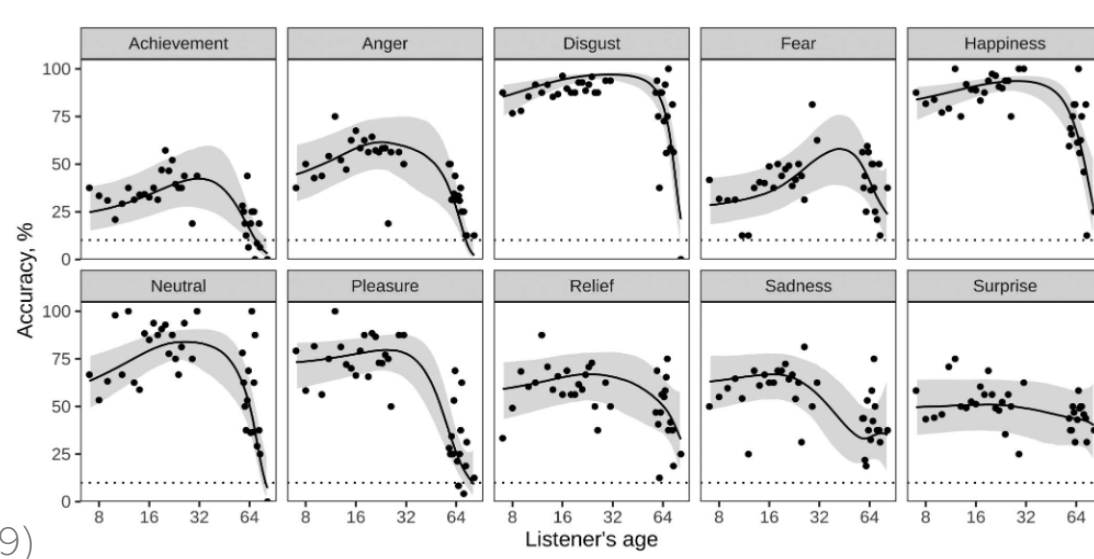 Achievement Anger Disgust Fear Happiness
100
75
50
25
0
Accuracy, %
Neutral Pleasure Relief Sadness Surprise
100
75
50
25
0
8 16 32 64 8 16 32 64 8 16 32 64 8 16 32 64 8 16 32 64
Listener's age
9)